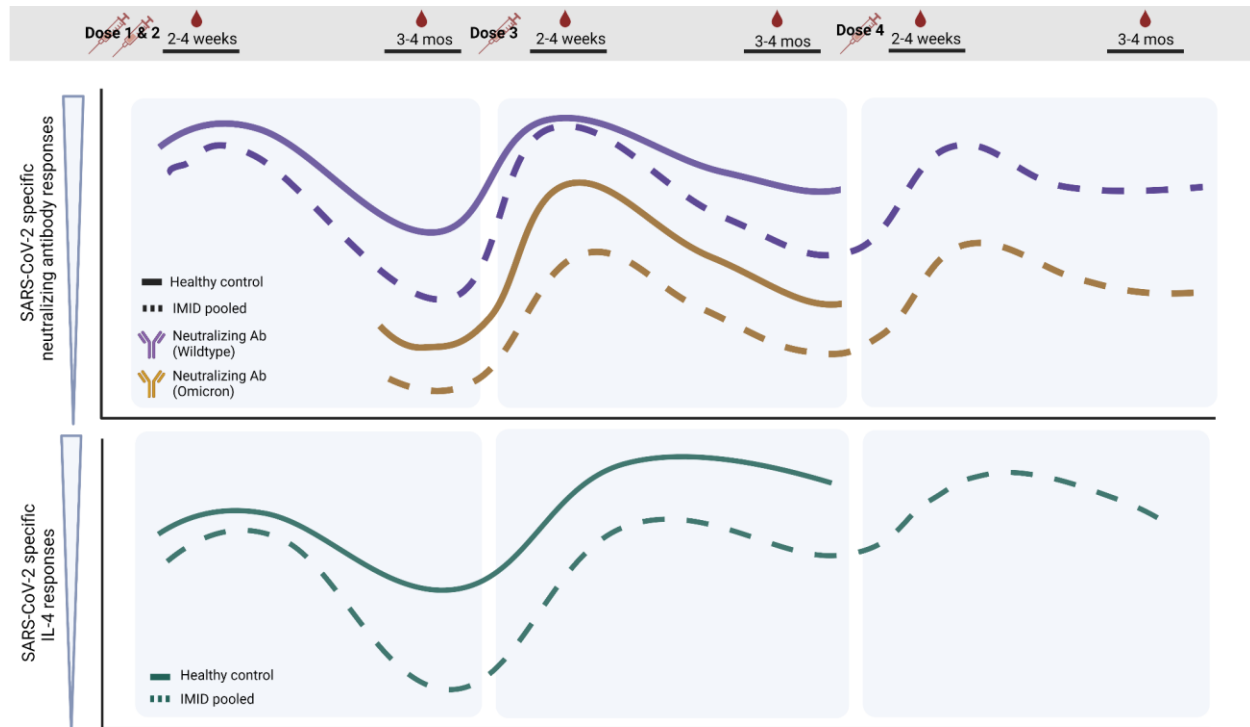 Dose 1 & 2
2-4 weeks
3-4 mos
Dose 3
2-4 weeks
3-4 mos
Dose 4
2-4 weeks
3-4 mos
SARS-CoV-2 specific
neutralizing antibody responses
Healthy control
IMID pooled
Neutralizing Ab
(Wildtype)
Neutralizing Ab
(Omicron)
SARS-CoV-2 specific
IL-4 responses
Healthy control
IMID pooled